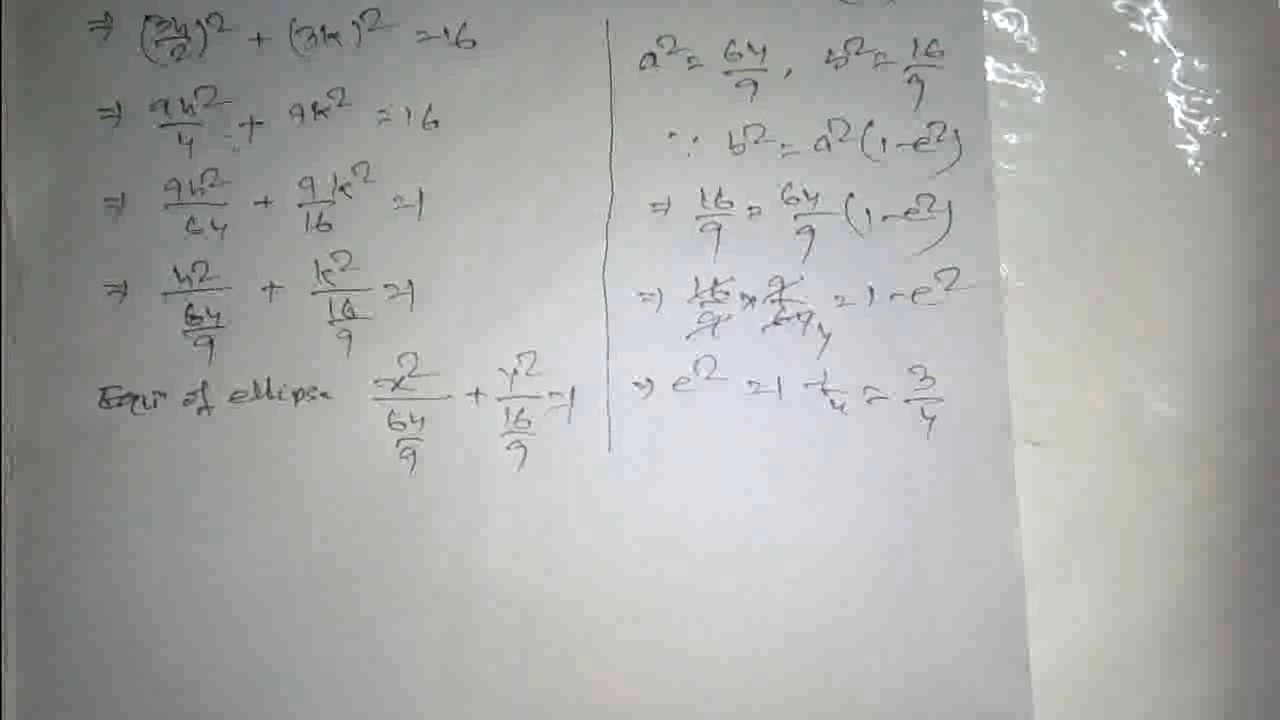 ⇒ (3h/2)² + (3k)² = 16
⇒ 9h²/4 + 9k² = 16
⇒ 9h²/64 + 9k²/16 = 1
⇒ h²/(64/9) + k²/(16/9) = 1
Equn of ellipse x²/(64/9) + y²/(16/9) = 1
a² = 64/9, b² = 16/9
∵ b² = a²(1-e²)
⇒ 16/9 = 64/9 (1-e²)
⇒ 16/9 × 9/64 4 = 1-e²
⇒ e² = 1 - 1/4 = 3/4